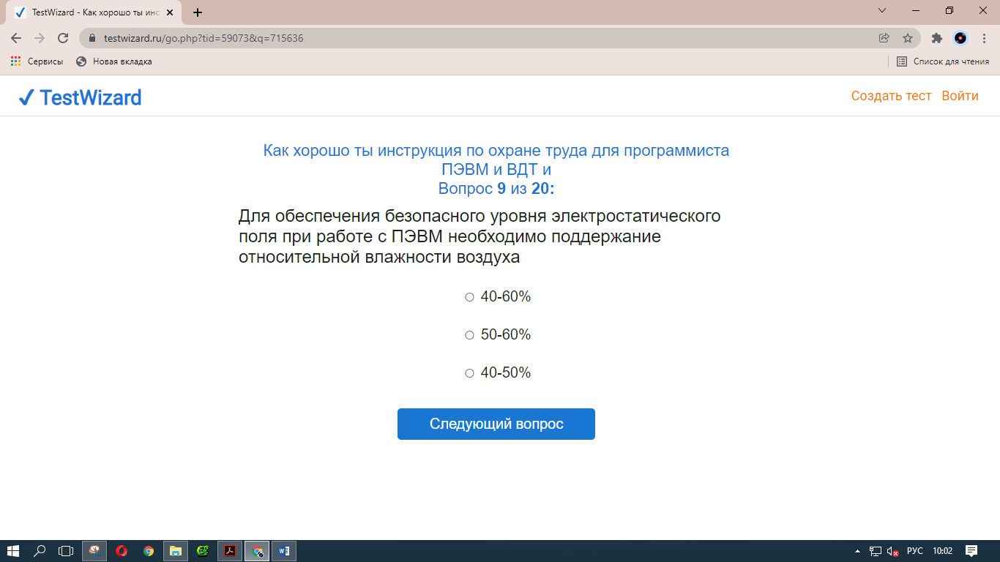 TestWizard - Как хорошо ты инс
testwizard.ru/go.php?tid=59073&q=715636
Сервисы
Новая вкладка
Список для чтения
TestWizard
Создать тест
Войти
Как хорошо ты инструкция по охране труда для программиста
ПЭВМ и ВДТ и
Вопрос 9 из 20:
Для обеспечения безопасного уровня электростатического
поля при работе с ПЭВМ необходимо поддержание
относительной влажности воздуха
40-60%
50-60%
40-50%
Следующий вопрос
РУС
10:02